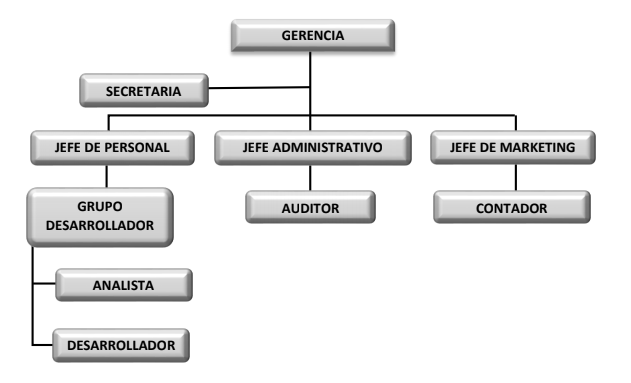 GERENCIA
SECRETARIA
JEFE DE PERSONAL
JEFE ADMINISTRATIVO
JEFE DE MARKETING
GRUPO
DESARROLLADOR
AUDITOR
CONTADOR
ANALISTA
DESARROLLADOR